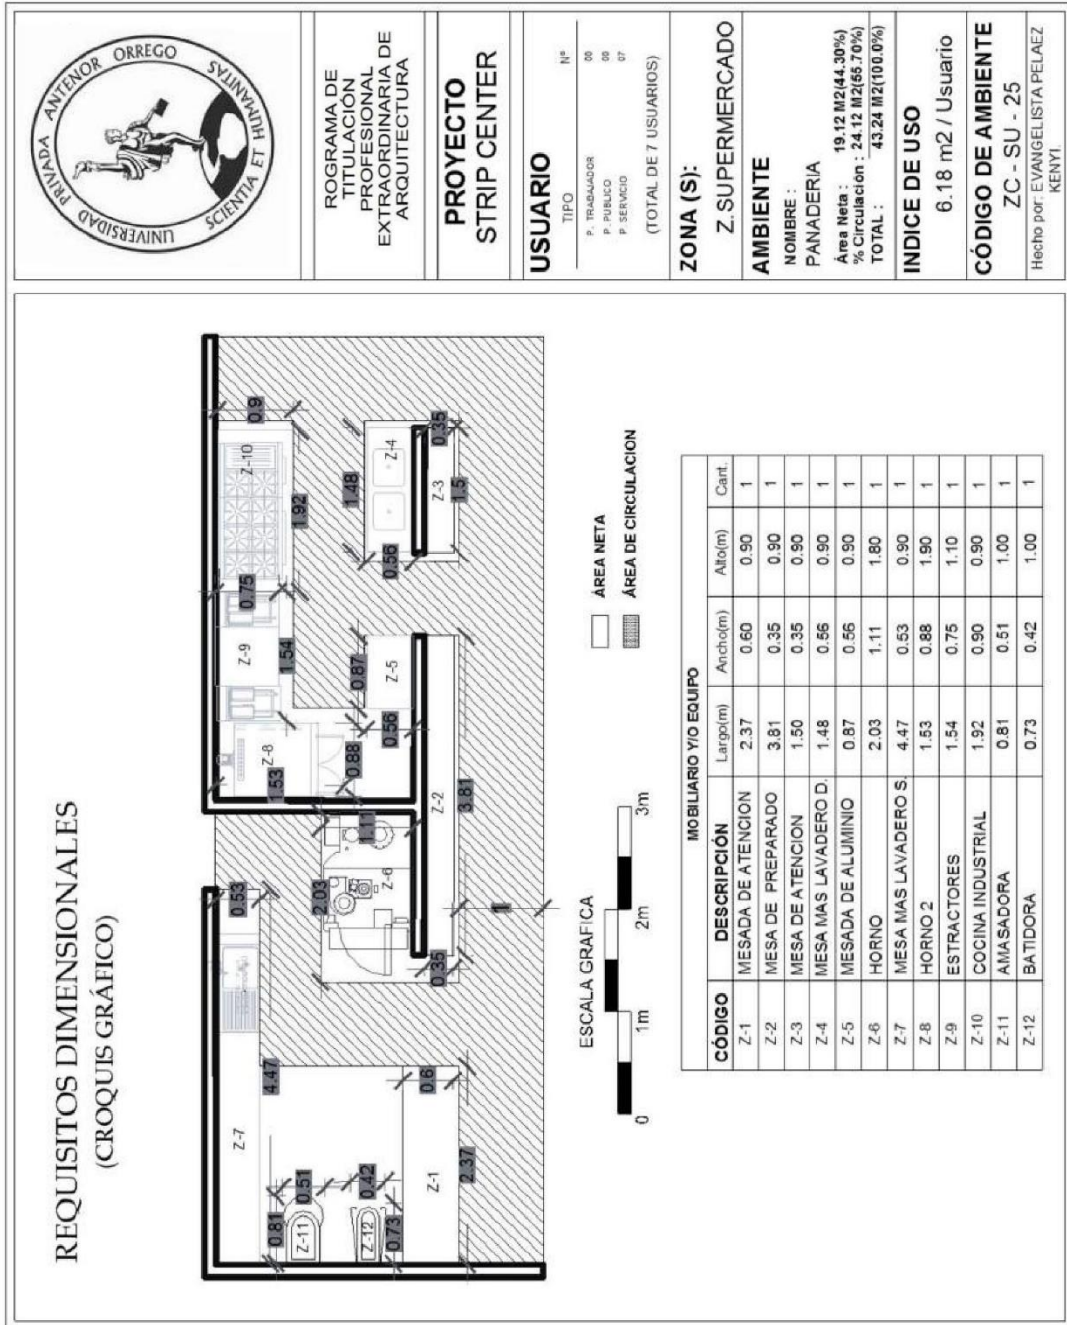 REQUISITOS DIMENSIONALES
(CROQUIS GRÁFICO)
Z-7
4.47
0.53
0.81
0.51
Z-11
Z-12
0.42
0.73
Z-1
0.6
2.37
2.03
1.11
Z-6
0.35
Z-2
3.81
1
Z-8
1.53
0.88
Z-9
0.75
1.54
Z-10
0.9
1.92
0.87
Z-5
0.56
1.48
Z-4
0.56
Z-3
0.35
1.5
ESCALA GRAFICA
0 1m 2m 3m
ÁREA NETA
ÁREA DE CIRCULACION
MOBILIARIO Y/O EQUIPO
CÓDIGO DESCRIPCIÓN Largo(m) Ancho(m) Alto(m) Cant.
Z-1 MESADA DE ATENCION 2.37 0.60 0.90 1
Z-2 MESA DE PREPARADO 3.81 0.35 0.90 1
Z-3 MESA DE ATENCION 1.50 0.35 0.90 1
Z-4 MESA MAS LAVADERO D. 1.48 0.56 0.90 1
Z-5 MESADA DE ALUMINIO 0.87 0.56 0.90 1
Z-6 HORNO 2.03 1.11 1.80 1
Z-7 MESA MAS LAVADERO S. 4.47 0.53 0.90 1
Z-8 HORNO 2 1.53 0.88 1.90 1
Z-9 ESTRACTORES 1.54 0.75 1.10 1
Z-10 COCINA INDUSTRIAL 1.92 0.90 0.90 1
Z-11 AMASADORA 0.81 0.51 1.00 1
Z-12 BATIDORA 0.73 0.42 1.00 1
UNIVERSIDAD PRIVADA ANTENOR ORREGO
SCIENTIA ET HUMANITAS
ROGRAMA DE
TITULACIÓN
PROFESIONAL
EXTRAORDINARIA DE
ARQUITECTURA
PROYECTO
STRIP CENTER
USUARIO
TIPO Nº
P. TRABAJADOR 00
P. PUBLICO 00
P. SERVICIO 07
(TOTAL DE 7 USUARIOS)
ZONA (S):
Z.SUPERMERCADO
AMBIENTE
NOMBRE :
PANADERIA
Área Neta : 19.12 M2(44.30%)
% Circulación : 24.12 M2(55.70%)
TOTAL : 43.24 M2(100.0%)
INDICE DE USO
6.18 m2 / Usuario
CÓDIGO DE AMBIENTE
ZC - SU - 25
Hecho por: EVANGELISTA PELAEZ
KENYI.